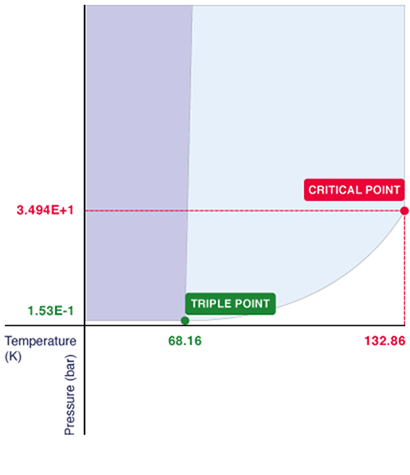 CRITICAL POINT
3.494E+1
TRIPLE POINT
1.53E-1
Temperature
(K)
68.16
132.86
Pressure (bar)